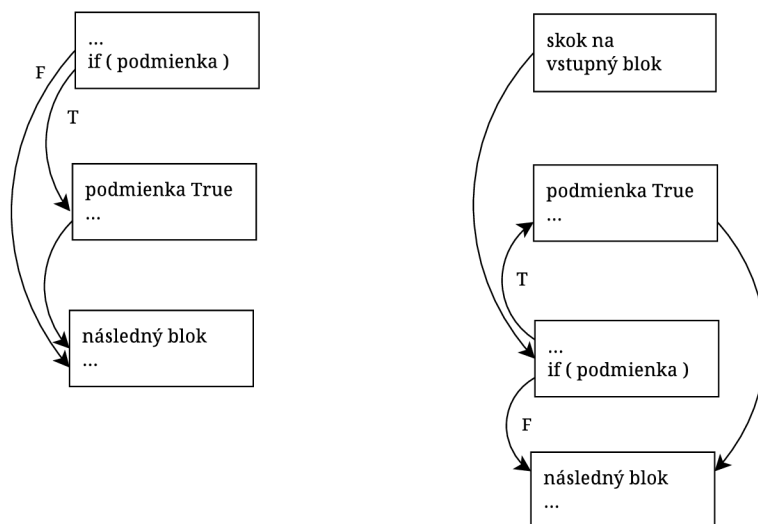 ...
if ( podmienka )
F
T
podmienka True
...
následný blok
...
skok na
vstupný blok
podmienka True
...
T
...
if ( podmienka )
F
následný blok
...